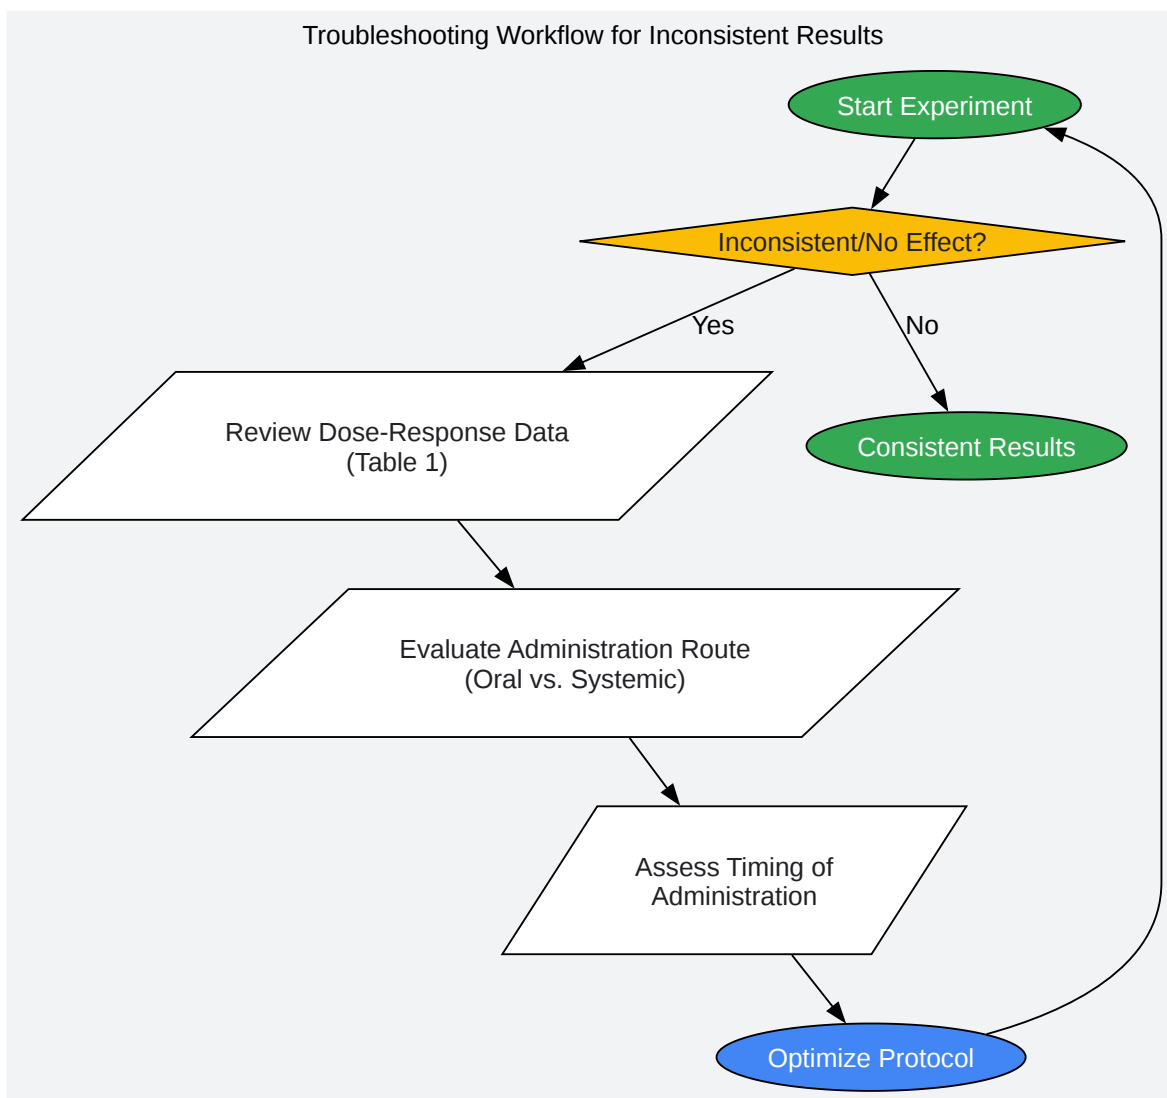 Troubleshooting Workflow for Inconsistent Results
Start Experiment
Inconsistent/No Effect?
Yes
No
Review Dose-Response Data
(Table 1)
Consistent Results
Evaluate Administration Route
(Oral vs. Systemic)
Assess Timing of
Administration
Optimize Protocol